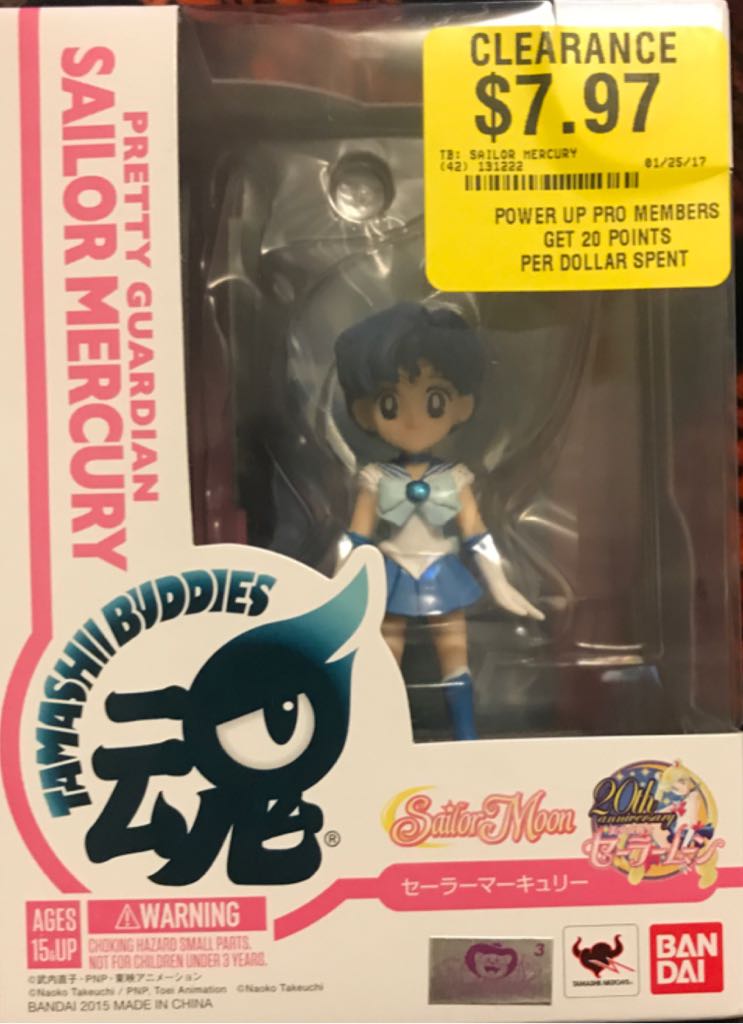 PRETTY GUARDIAN
SAILOR MERCURY
CLEARANCE
$7.97
TB: SAILOR MERCURY
(42) 131222 01/25/17
POWER UP PRO MEMBERS
GET 20 POINTS
PER DOLLAR SPENT
TAMASHII BUDDIES
魂
®
Sailor Moon
20th
anniversary
セーラームーン
セーラーマーキュリー
AGES
15&UP
⚠WARNING
CHOKING HAZARD SMALL PARTS.
NOT FOR CHILDREN UNDER 3 YEARS.
©武内直子・PNP・東映アニメーション
©Naoko Takeuchi / PNP, Toei Animation ©Naoko Takeuchi
BANDAI 2015 MADE IN CHINA
3
TAMASHII NATIONS
BAN
DAI